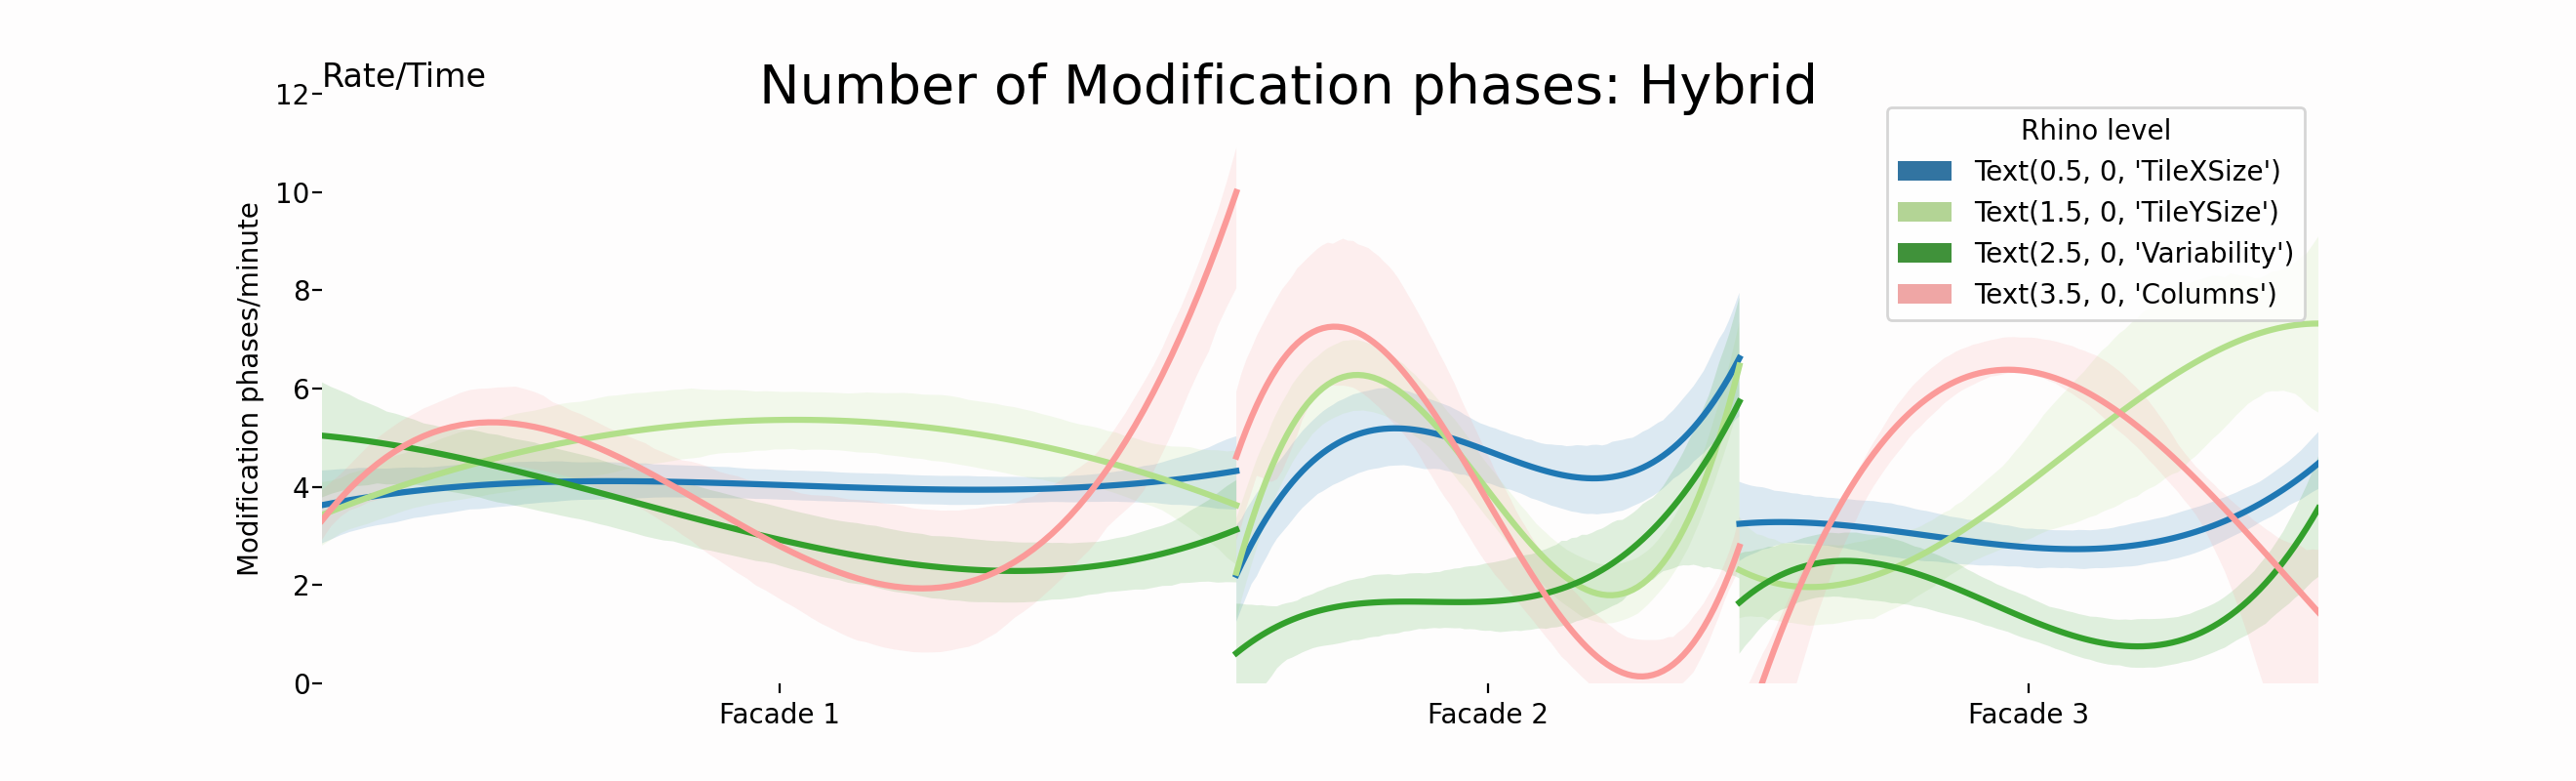 Rate/Time
Number of Modification phases: Hybrid
Modification phases/minute
12
10
8
6
4
2
0
Rhino level
Text(0.5, 0, 'TileXSize')
Text(1.5, 0, 'TileYSize')
Text(2.5, 0, 'Variability')
Text(3.5, 0, 'Columns')
Facade 1
Facade 2
Facade 3